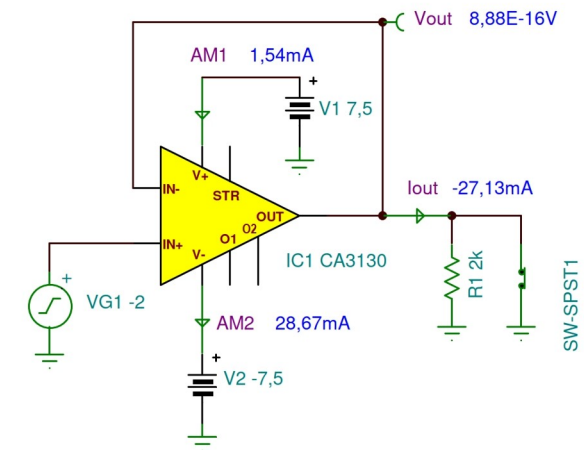 Vout 8,88E-16V
AM1 1,54mA
+
V1 7,5
V+
STR
IN-
Iout -27,13mA
O2
OUT
O1
IN+
V-
IC1 CA3130
R1 2k
SW-SPST1
+
VG1 -2
AM2 28,67mA
+
V2 -7,5